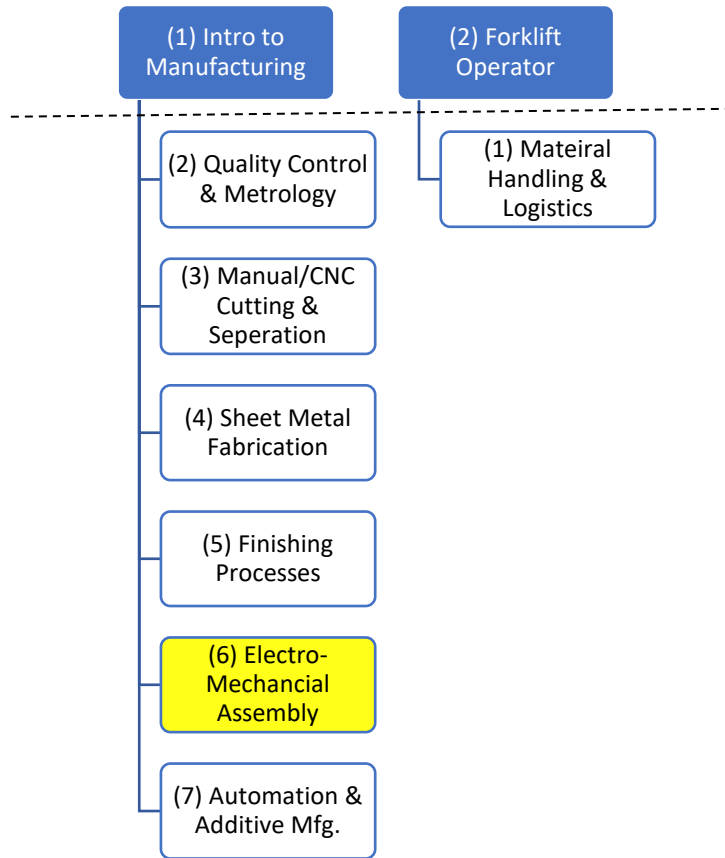 (1) Intro to
Manufacturing
(2) Forklift
Operator
(2) Quality Control
& Metrology
(1) Mateiral
Handling &
Logistics
(3) Manual/CNC
Cutting &
Seperation
(4) Sheet Metal
Fabrication
(5) Finishing
Processes
(6) Electro-
Mechancial
Assembly
(7) Automation &
Additive Mfg.